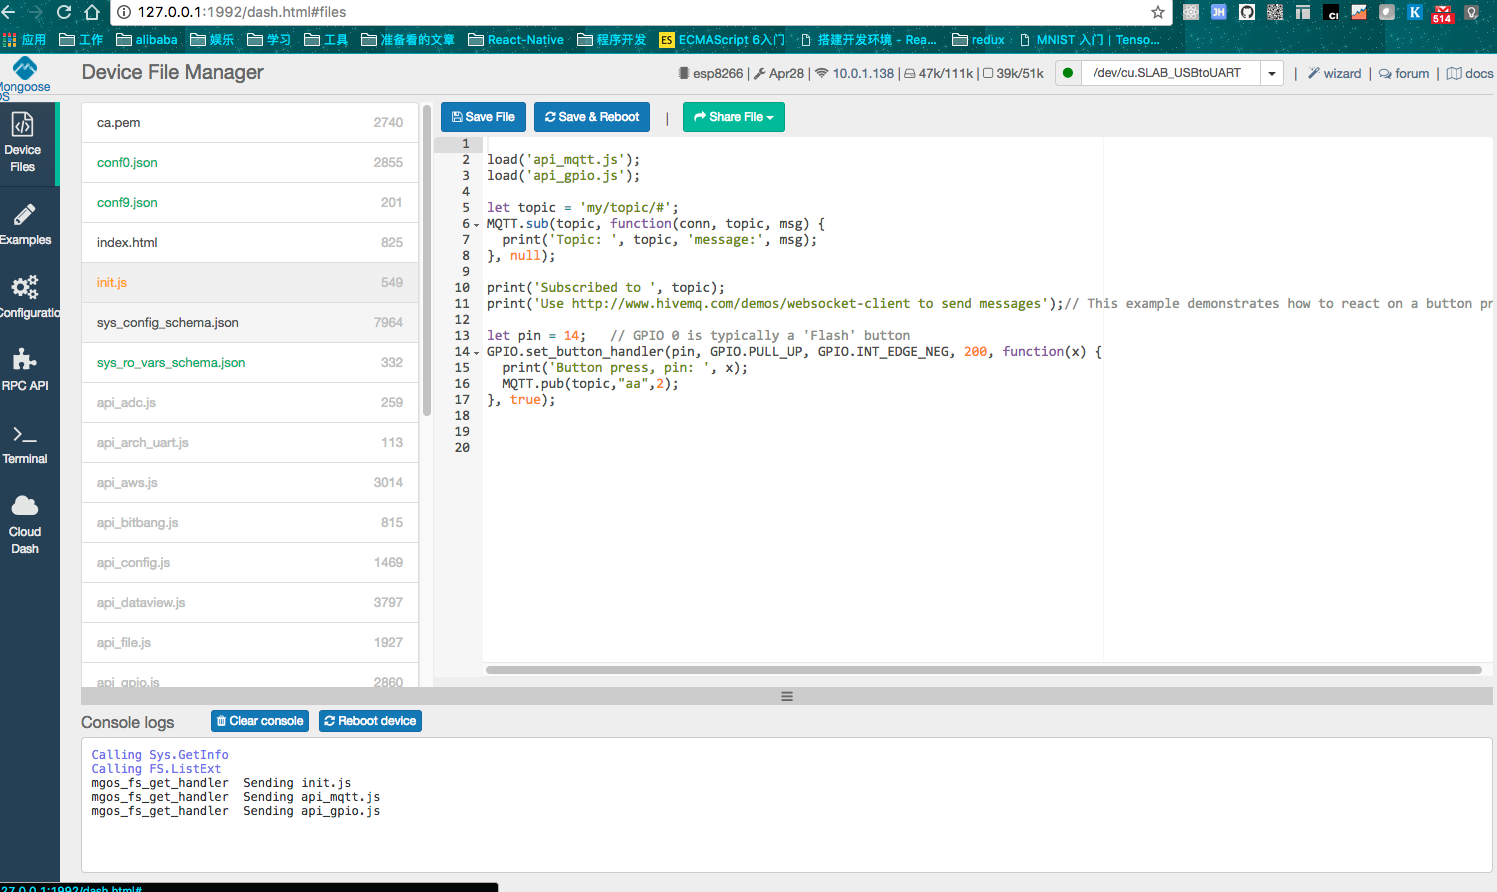 127.0.0.1:1992/dash.html#files
JH
CI
K
514
应用 工作 alibaba 娱乐 学习 工具 准备看的文章 React-Native 程序开发 ES ECMAScript 6入门 搭建开发环境 - Rea... redux MNIST 入门 | Tenso...
Mongoose
OS
Device File Manager
esp8266 | Apr28 | 10.0.1.138 | 47k/111k | 39k/51k /dev/cu.SLAB_USBtoUART | wizard | forum | docs
Device
Files
Examples
Configuratio
RPC API
Terminal
Cloud
Dash
ca.pem 2740
conf0.json 2855
conf9.json 201
index.html 825
init.js 549
sys_config_schema.json 7964
sys_ro_vars_schema.json 332
api_adc.js 259
api_arch_uart.js 113
api_aws.js 3014
api_bitbang.js 815
api_config.js 1469
api_dataview.js 3797
api_file.js 1927
api_gpio.js 2860
Save File Save & Reboot | Share File
1
2 load('api_mqtt.js');
3 load('api_gpio.js');
4
5 let topic = 'my/topic/#';
6 MQTT.sub(topic, function(conn, topic, msg) {
7 print('Topic: ', topic, 'message:', msg);
8 }, null);
9
10 print('Subscribed to ', topic);
11 print('Use http://www.hivemq.com/demos/websocket-client to send messages');// This example demonstrates how to react on a button pr
12
13 let pin = 14; // GPIO 0 is typically a 'Flash' button
14 GPIO.set_button_handler(pin, GPIO.PULL_UP, GPIO.INT_EDGE_NEG, 200, function(x) {
15 print('Button press, pin: ', x);
16 MQTT.pub(topic,"aa",2);
17 }, true);
18
19
20
Console logs Clear console Reboot device
Calling Sys.GetInfo
Calling FS.ListExt
mgos_fs_get_handler Sending init.js
mgos_fs_get_handler Sending api_mqtt.js
mgos_fs_get_handler Sending api_gpio.js
27.0.0.1:1992/dash.html#